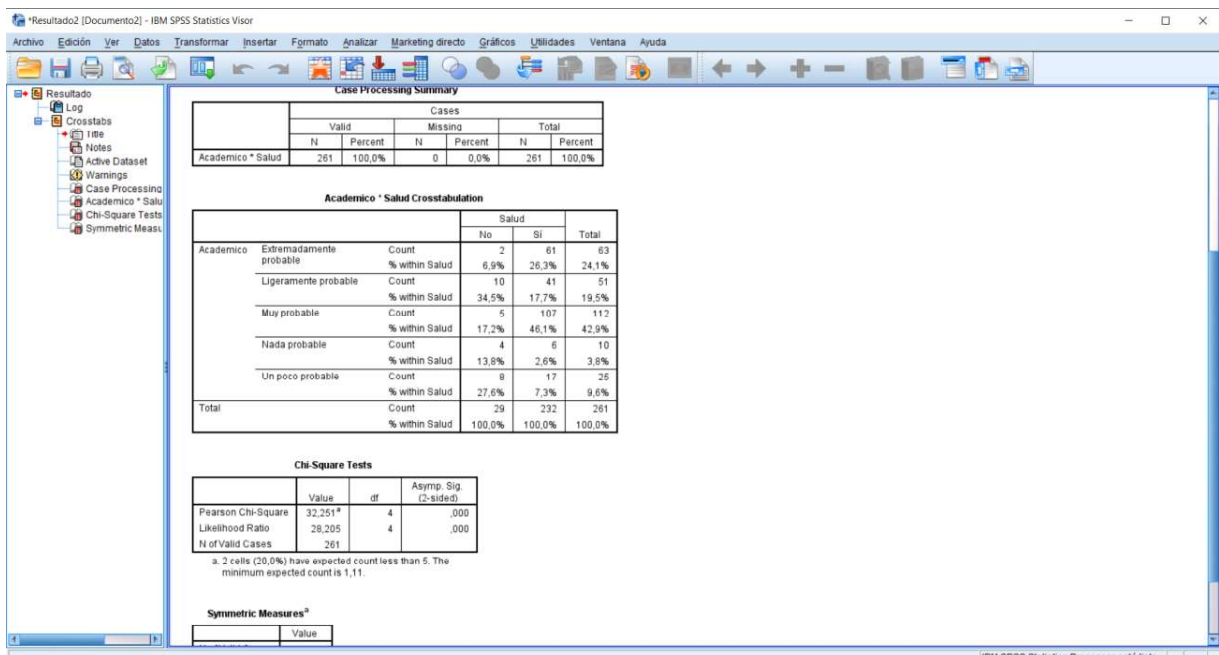 *Resultado2 [Documento2] - IBM SPSS Statistics Visor
Archivo Edición Ver Datos Transformar Insertar Formato Analizar Marketing directo Gráficos Utilidades Ventana Ayuda
Resultado
Log
Crosstabs
Title
Notes
Active Dataset
Warnings
Case Processing
Academico * Salu
Chi-Square Tests
Symmetric Measu
Case Processing Summary
Cases
Valid Missing Total
N Percent N Percent N Percent
Academico * Salud 261 100,0% 0 0,0% 261 100,0%
Academico * Salud Crosstabulation
Salud
No Sí Total
Academico Extremadamente probable Count 2 61 63
% within Salud 6,9% 26,3% 24,1%
Ligeramente probable Count 10 41 51
% within Salud 34,5% 17,7% 19,5%
Muy probable Count 5 107 112
% within Salud 17,2% 46,1% 42,9%
Nada probable Count 4 6 10
% within Salud 13,8% 2,6% 3,8%
Un poco probable Count 8 17 25
% within Salud 27,6% 7,3% 9,6%
Total Count 29 232 261
% within Salud 100,0% 100,0% 100,0%
Chi-Square Tests
Value df Asymp. Sig. (2-sided)
Pearson Chi-Square 32,251ª 4 ,000
Likelihood Ratio 28,205 4 ,000
N of Valid Cases 261
a. 2 cells (20,0%) have expected count less than 5. The
minimum expected count is 1,11.
Symmetric Measuresª
Value